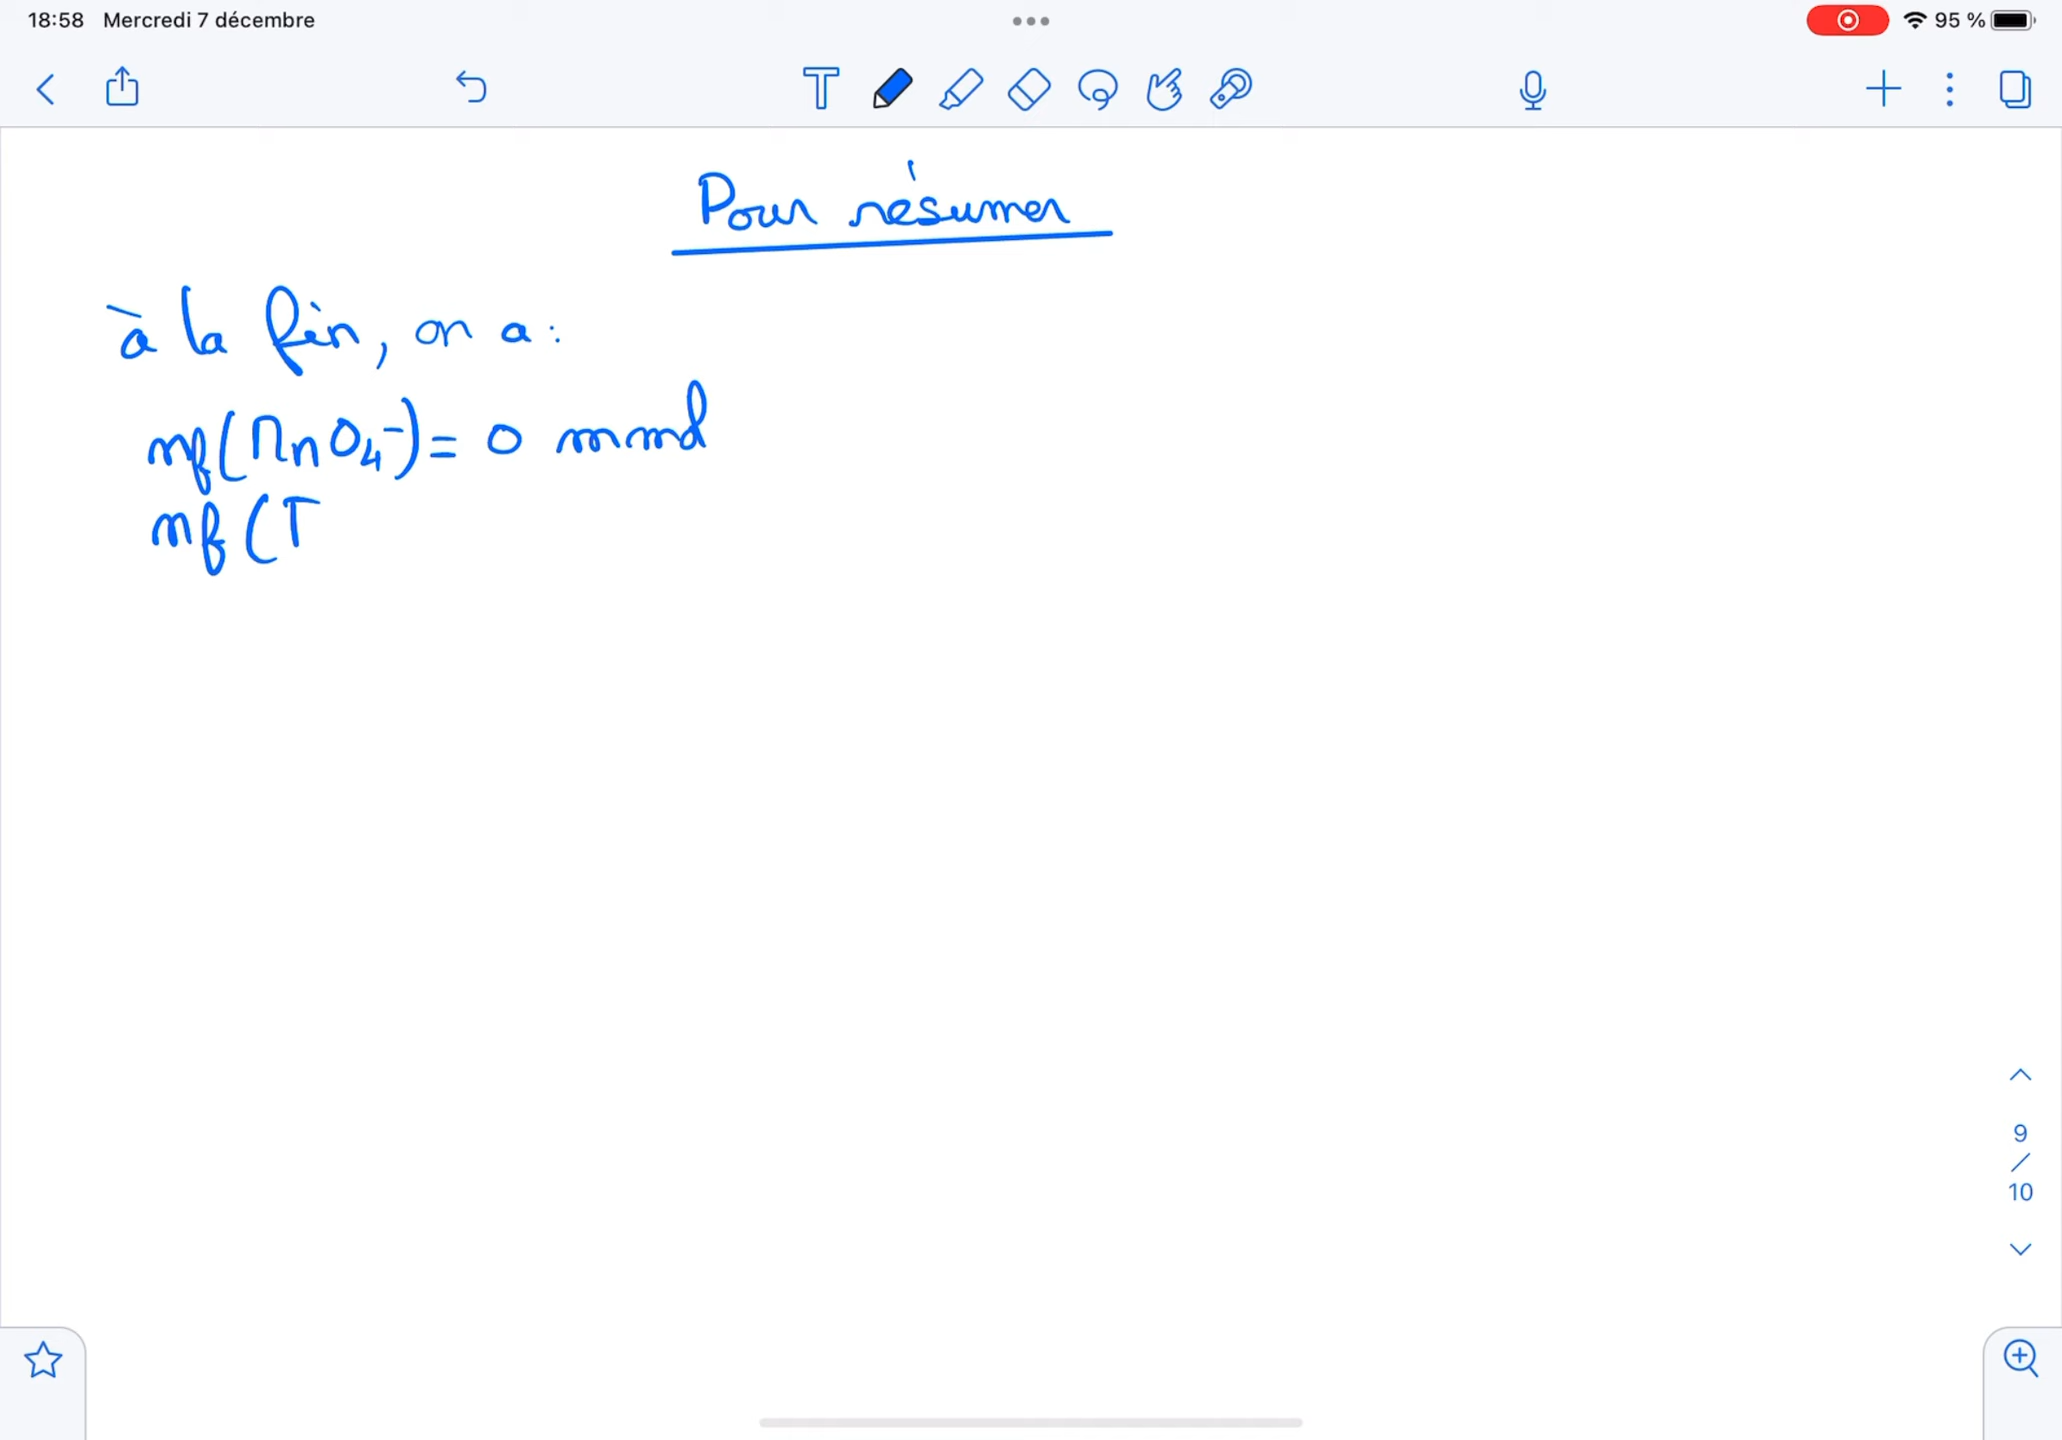 18:58 Mercredi 7 décembre
95 %
Pour résumer
à la fin, on a :
nf(MnO₄⁻) = 0 mmol
nf (I
9
/
10